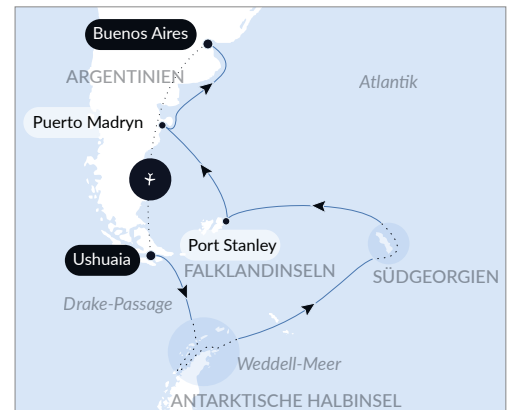 Buenos Aires
ARGENTINIEN
Atlantik
Puerto Madryn
Port Stanley
Ushuaia
FALKLANDINSELN
SÜDGEORGIEN
Drake-Passage
Weddell-Meer
ANTARKTISCHE HALBINSEL